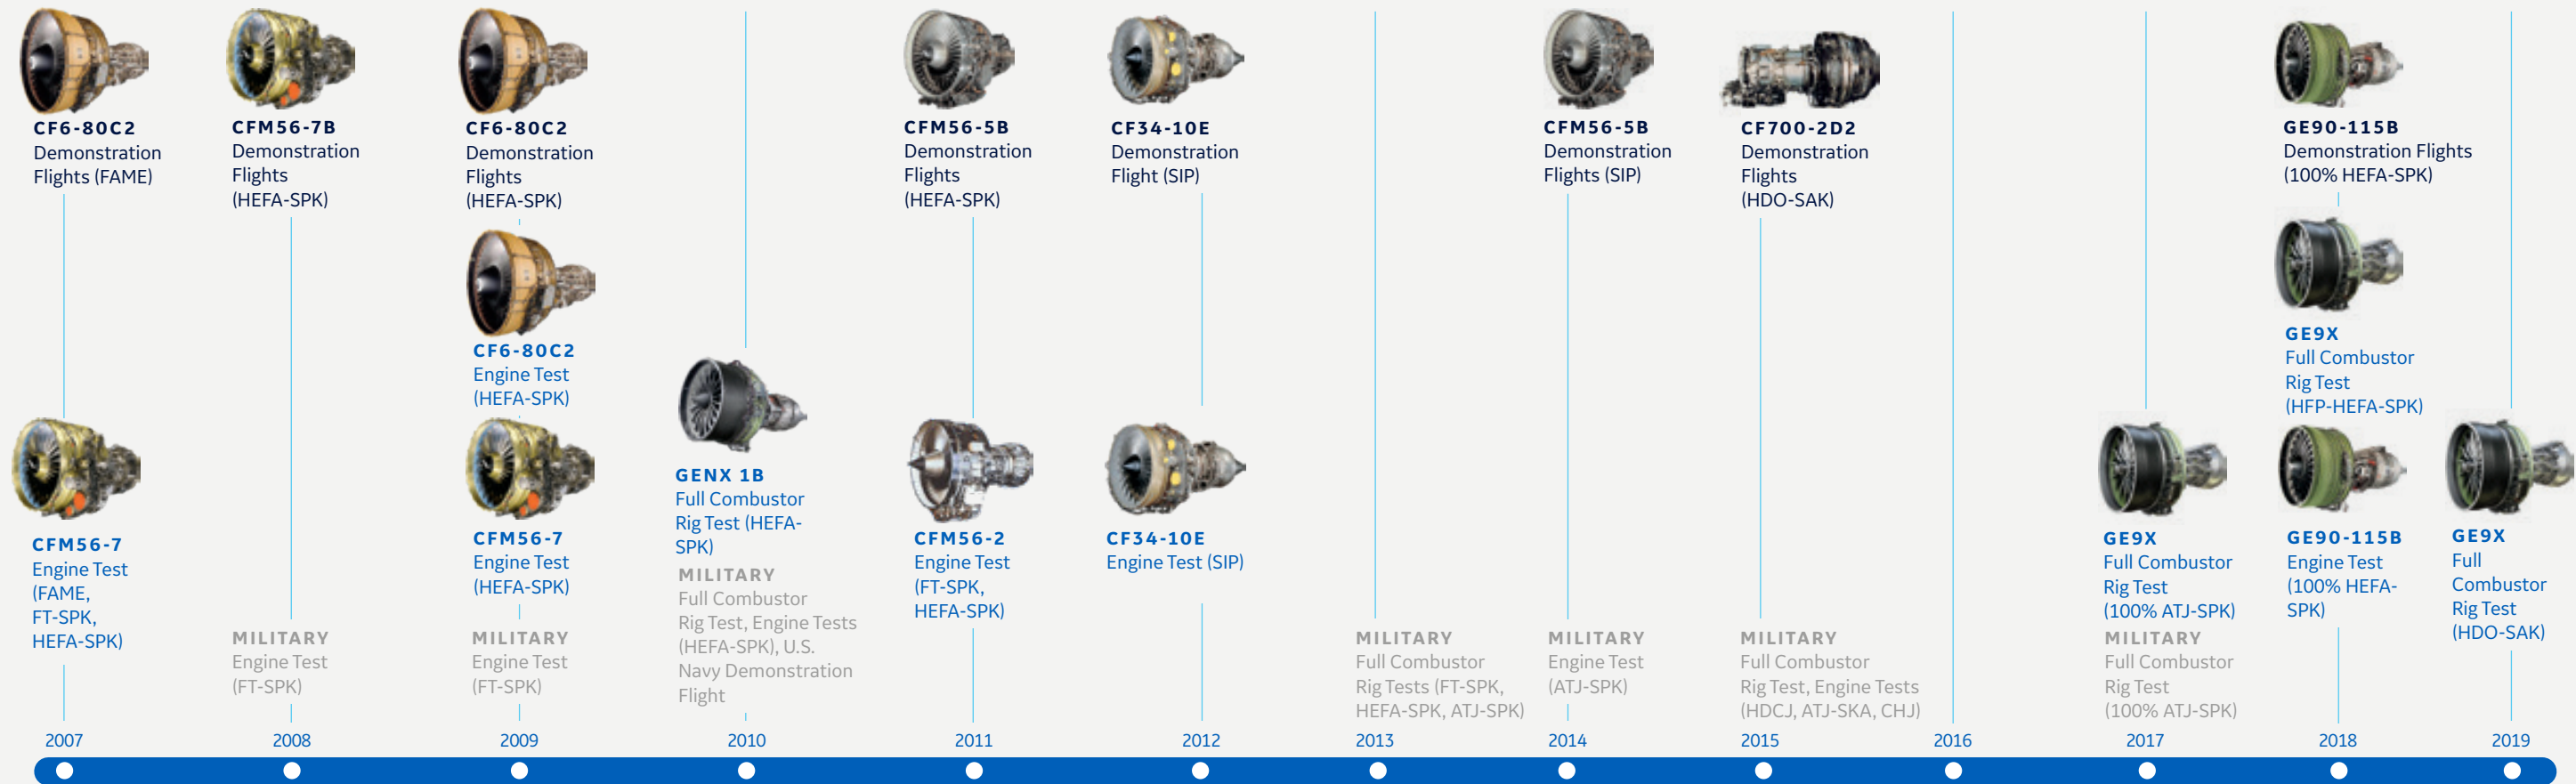 CF6-80C2
Demonstration
Flights (FAME)
CFM56-7
Engine Test
(FAME,
FT-SPK,
HEFA-SPK)
2007
CFM56-7B
Demonstration
Flights
(HEFA-SPK)
MILITARY
Engine Test
(FT-SPK)
2008
CF6-80C2
Demonstration
Flights
(HEFA-SPK)
CF6-80C2
Engine Test
(HEFA-SPK)
CFM56-7
Engine Test
(HEFA-SPK)
MILITARY
Engine Test
(FT-SPK)
2009
GENX 1B
Full Combustor
Rig Test (HEFA-
SPK)
MILITARY
Full Combustor
Rig Test, Engine Tests
(HEFA-SPK), U.S.
Navy Demonstration
Flight
2010
CFM56-5B
Demonstration
Flights
(HEFA-SPK)
CFM56-2
Engine Test
(FT-SPK,
HEFA-SPK)
2011
CF34-10E
Demonstration
Flight (SIP)
CF34-10E
Engine Test (SIP)
2012
MILITARY
Full Combustor
Rig Tests (FT-SPK,
HEFA-SPK, ATJ-SPK)
2013
CFM56-5B
Demonstration
Flights (SIP)
MILITARY
Engine Test
(ATJ-SPK)
2014
CF700-2D2
Demonstration
Flights
(HDO-SAK)
MILITARY
Full Combustor
Rig Test, Engine Tests
(HDCJ, ATJ-SKA, CHJ)
2015
2016
GE9X
Full Combustor
Rig Test
(100% ATJ-SPK)
MILITARY
Full Combustor
Rig Test
(100% ATJ-SPK)
2017
GE90-115B
Demonstration Flights
(100% HEFA-SPK)
GE9X
Full Combustor
Rig Test
(HFP-HEFA-SPK)
GE90-115B
Engine Test
(100% HEFA-
SPK)
2018
GE9X
Full
Combustor
Rig Test
(HDO-SAK)
2019